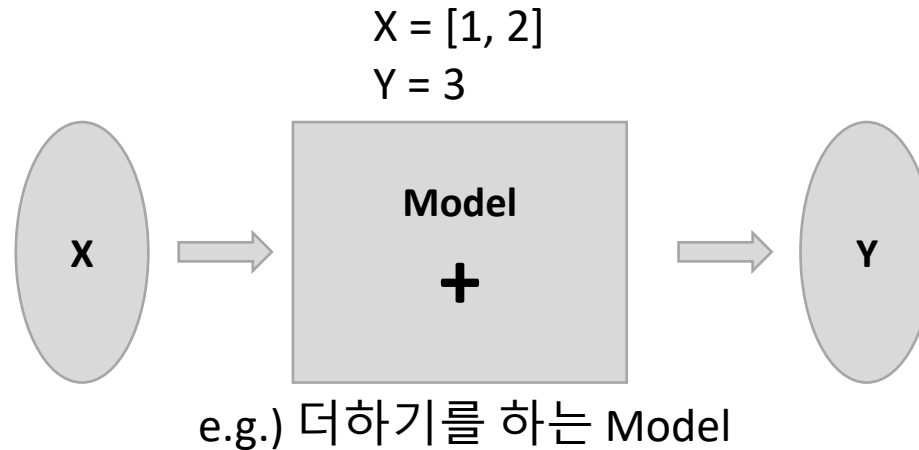 X = [1, 2]
Y = 3
Model
X
+
Y
e.g.) 더하기를 하는 Model